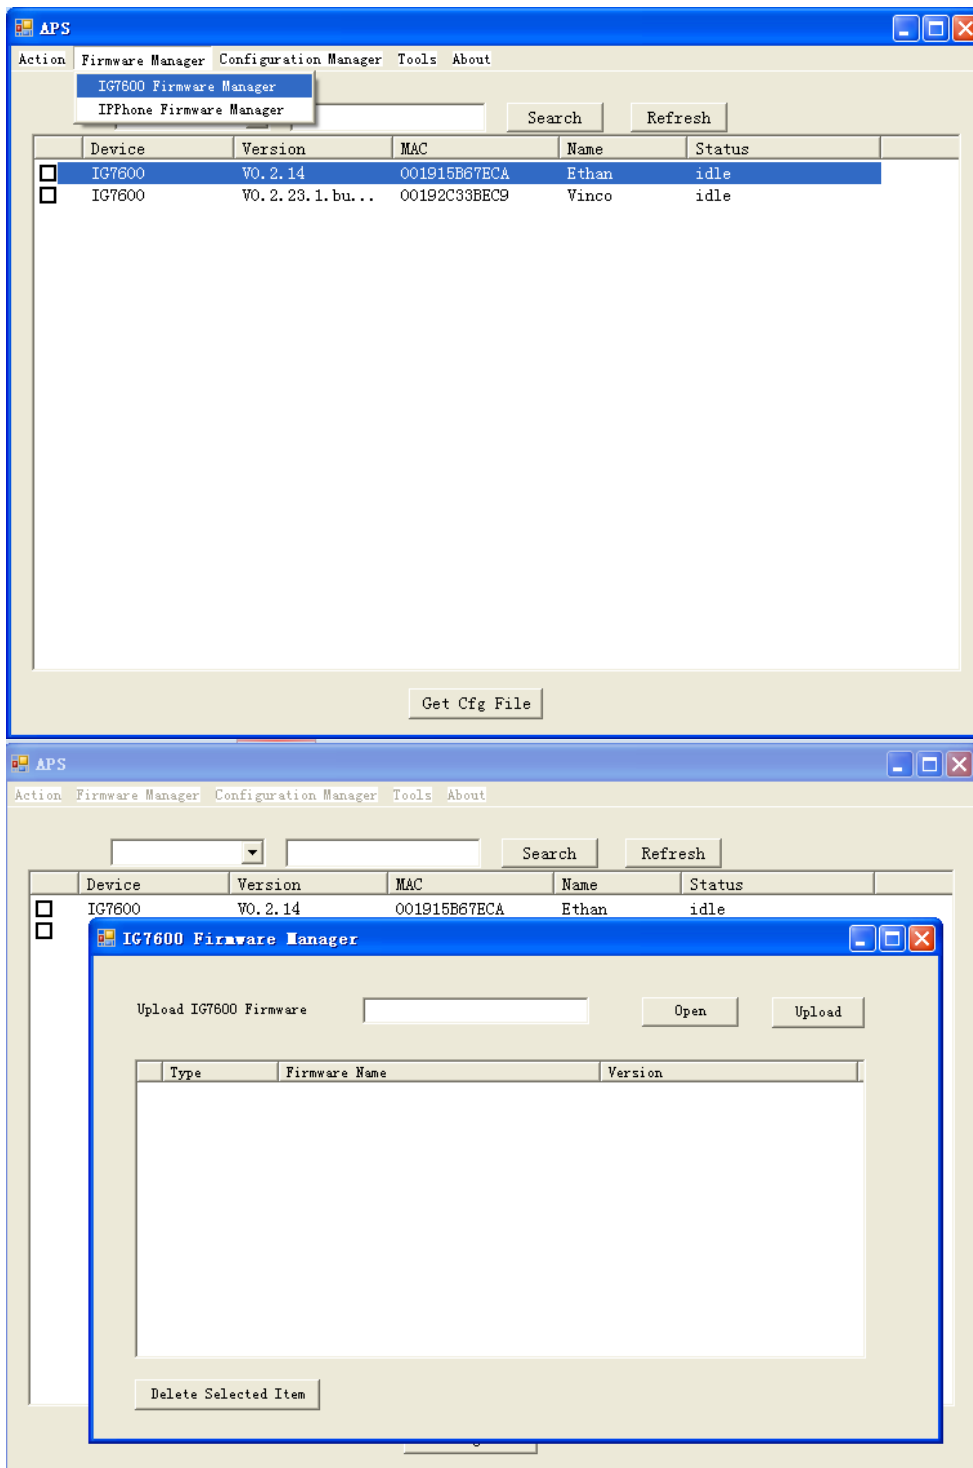 APS
Action Firmware Manager Configuration Manager Tools About
IG7600 Firmware Manager
IPPhone Firmware Manager
Search Refresh
Device Version MAC Name Status
IG7600 V0.2.14 001915B67ECA Ethan idle
IG7600 V0.2.23.1.bu... 00192C33BEC9 Vinco idle
Get Cfg File
APS
Action Firmware Manager Configuration Manager Tools About
Search Refresh
Device Version MAC Name Status
IG7600 V0.2.14 001915B67ECA Ethan idle
IG7600 Firmware Manager
Upload IG7600 Firmware Open Upload
Type Firmware Name Version
Delete Selected Item